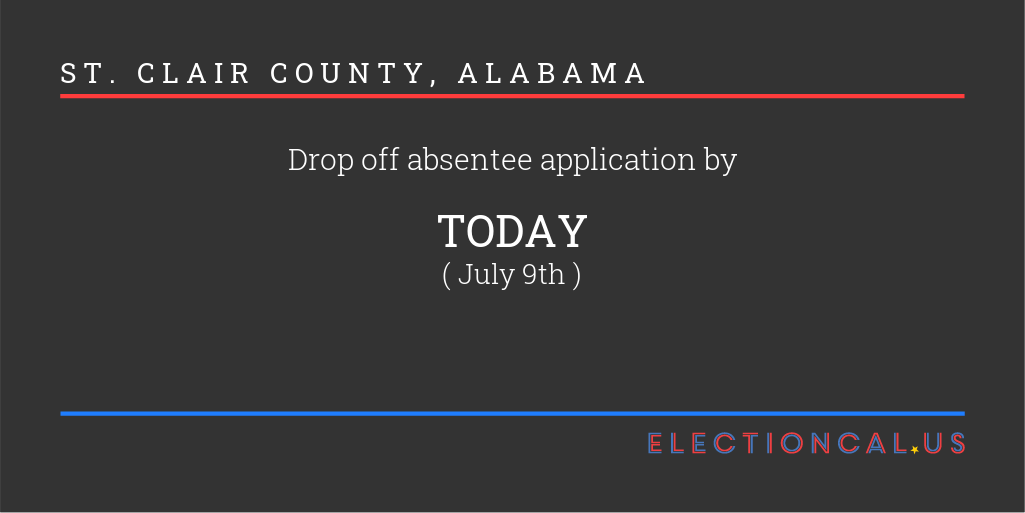 ST. CLAIR COUNTY, ALABAMA
Drop off absentee application by
TODAY
( July 9th )
ELECTIONCAL.US